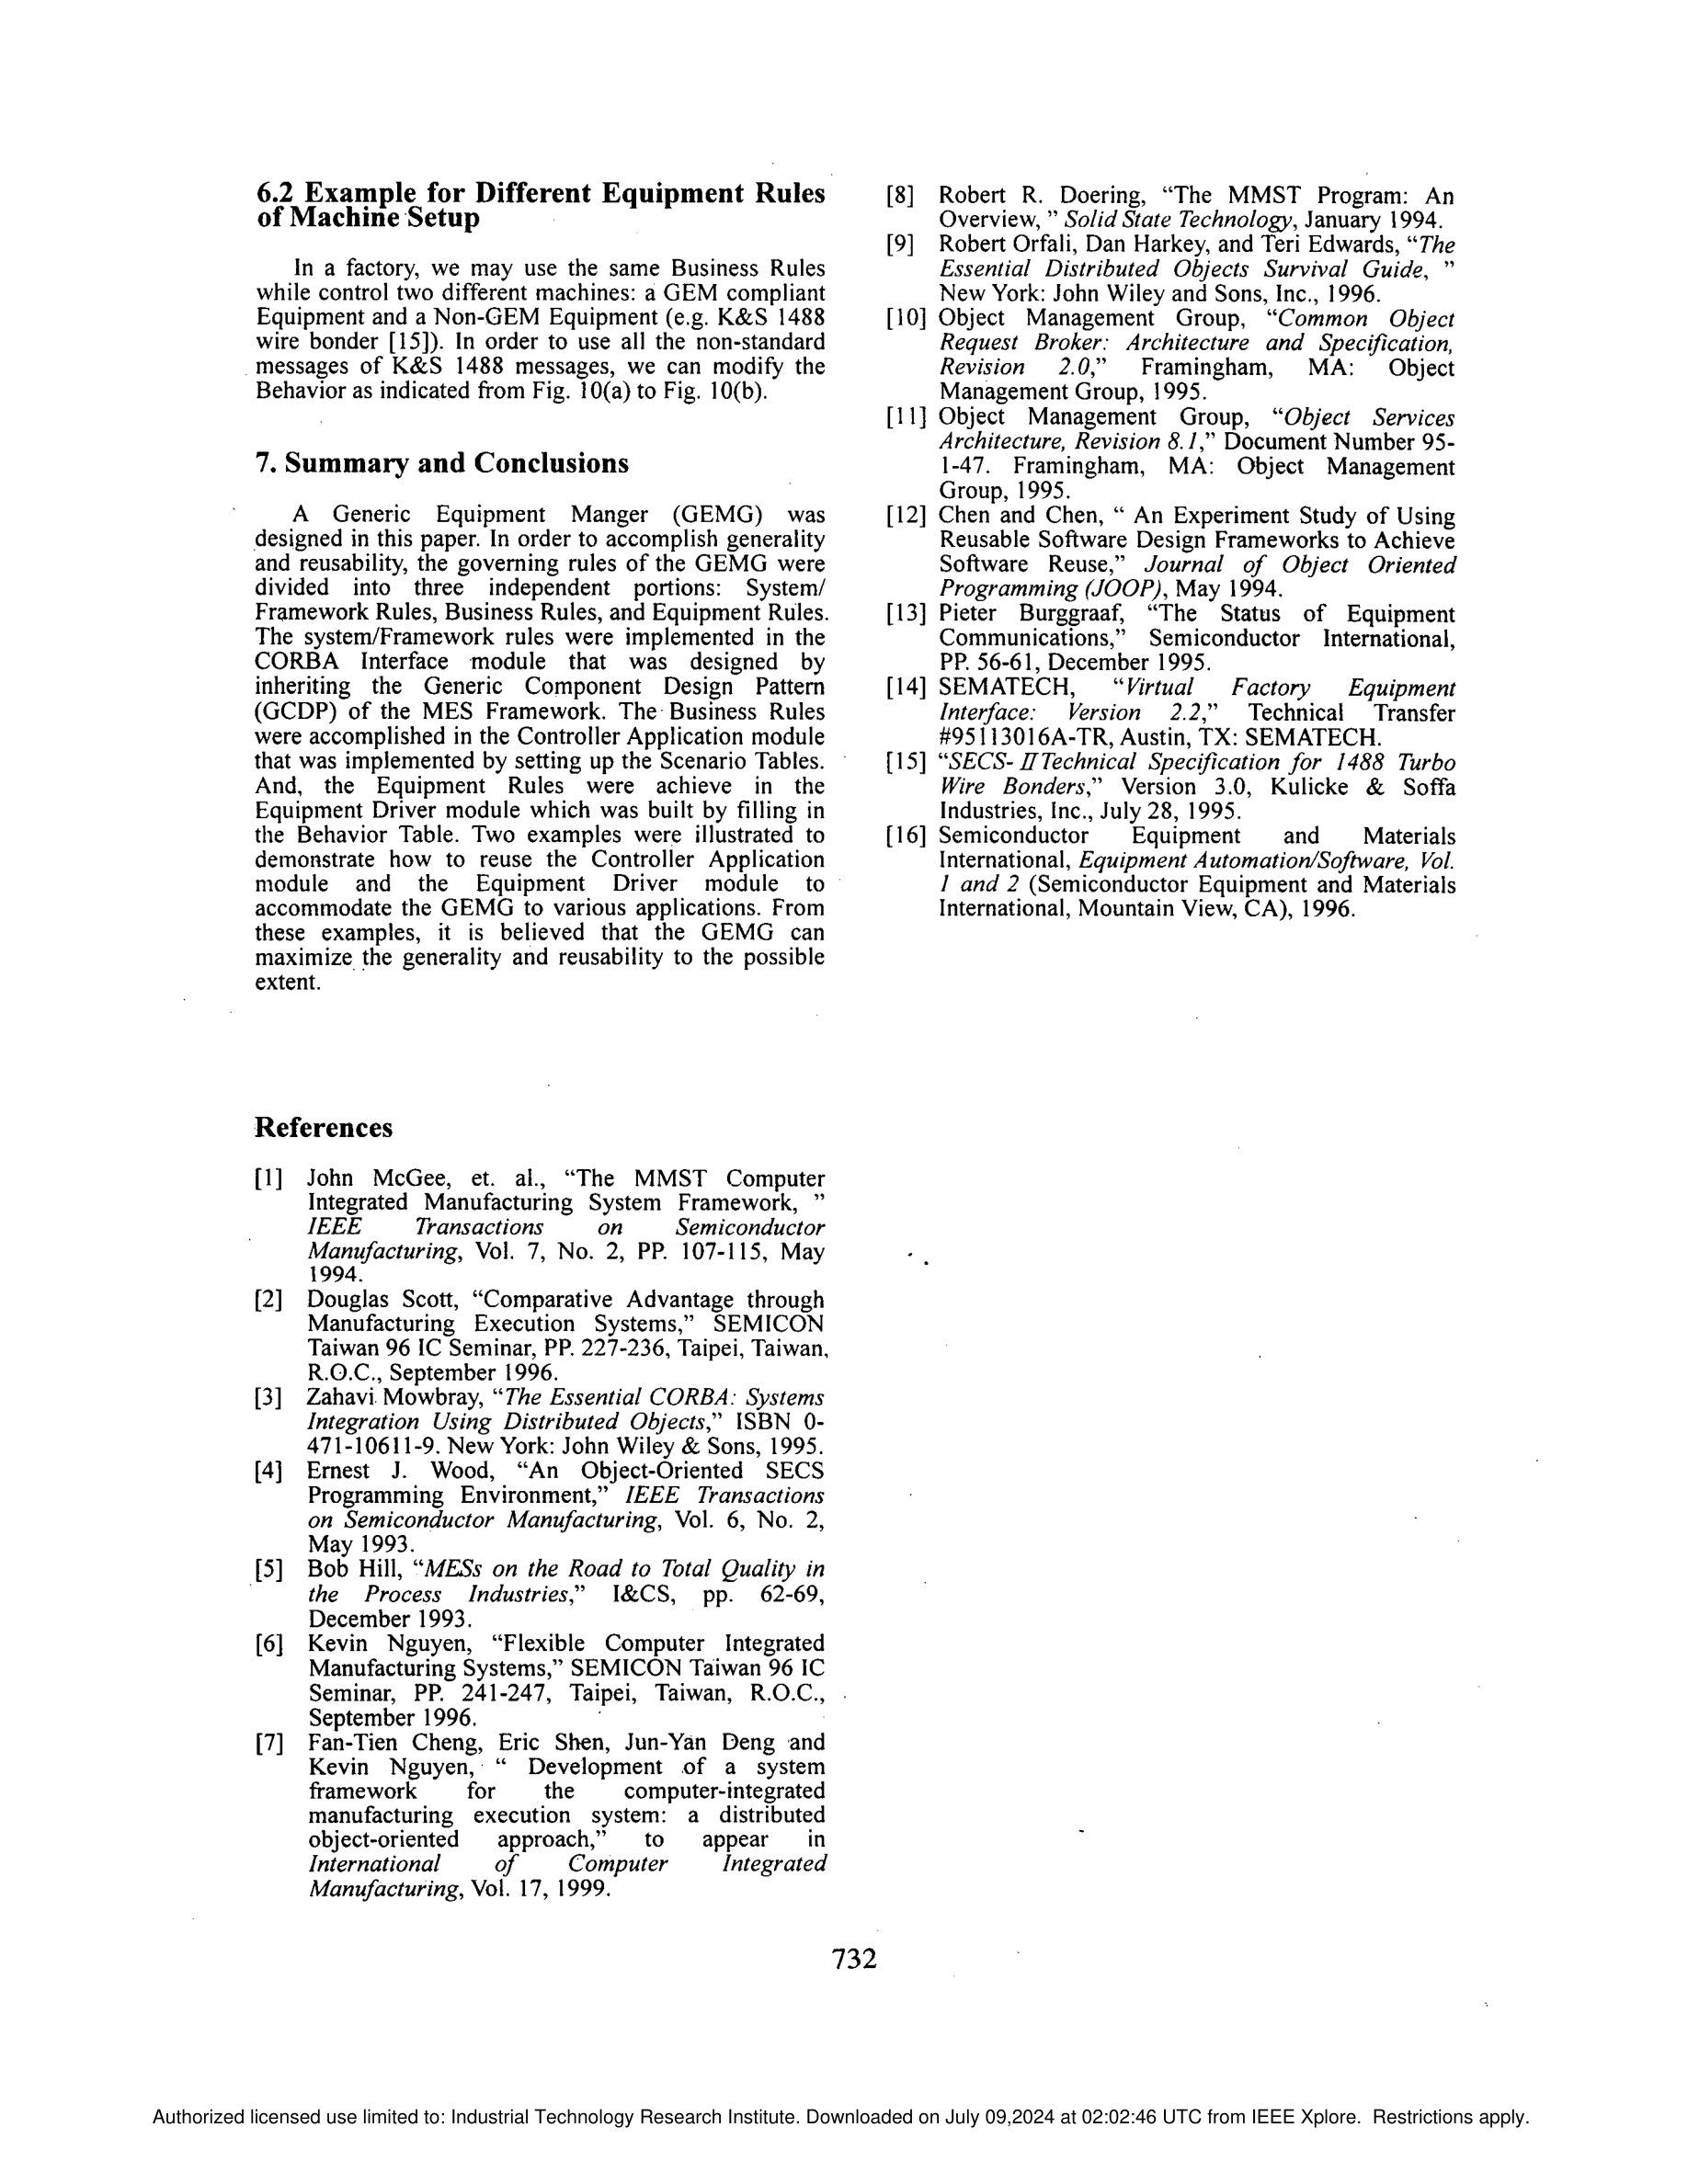 6.2 Example for Different Equipment Rules
of Machine Setup
In a factory, we may use the same Business Rules
while control two different machines: a GEM compliant
Equipment and a Non-GEM Equipment (e.g. K&S 1488
wire bonder [15]). In order to use all the non-standard
messages of K&S 1488 messages, we can modify the
Behavior as indicated from Fig. 10(a) to Fig. 10(b).
7. Summary and Conclusions
A Generic Equipment Manger (GEMG) was
designed in this paper. In order to accomplish generality
and reusability, the governing rules of the GEMG were
divided into three independent portions: System/
Framework Rules, Business Rules, and Equipment Rules.
The system/Framework rules were implemented in the
CORBA Interface module that was designed by
inheriting the Generic Component Design Pattern
(GCDP) of the MES Framework. The Business Rules
were accomplished in the Controller Application module
that was implemented by setting up the Scenario Tables.
And, the Equipment Rules were achieve in the
Equipment Driver module which was built by filling in
the Behavior Table. Two examples were illustrated to
demonstrate how to reuse the Controller Application
module and the Equipment Driver module to
accommodate the GEMG to various applications. From
these examples, it is believed that the GEMG can
maximize the generality and reusability to the possible
extent.
References
[1] John McGee, et. al., “The MMST Computer
Integrated Manufacturing System Framework, ”
IEEE Transactions on Semiconductor
Manufacturing, Vol. 7, No. 2, PP. 107-115, May
1994.
[2] Douglas Scott, “Comparative Advantage through
Manufacturing Execution Systems,” SEMICON
Taiwan 96 IC Seminar, PP. 227-236, Taipei, Taiwan,
R.O.C., September 1996.
[3] Zahavi Mowbray, “The Essential CORBA: Systems
Integration Using Distributed Objects,” ISBN 0-
471-10611-9. New York: John Wiley & Sons, 1995.
[4] Ernest J. Wood, “An Object-Oriented SECS
Programming Environment,” IEEE Transactions
on Semiconductor Manufacturing, Vol. 6, No. 2,
May 1993.
[5] Bob Hill, “MESs on the Road to Total Quality in
the Process Industries,” I&CS, pp. 62-69,
December 1993.
[6] Kevin Nguyen, “Flexible Computer Integrated
Manufacturing Systems,” SEMICON Taiwan 96 IC
Seminar, PP. 241-247, Taipei, Taiwan, R.O.C.,
September 1996.
[7] Fan-Tien Cheng, Eric Shen, Jun-Yan Deng and
Kevin Nguyen, “ Development of a system
framework for the computer-integrated
manufacturing execution system: a distributed
object-oriented approach,” to appear in
International of Computer Integrated
Manufacturing, Vol. 17, 1999.
[8] Robert R. Doering, “The MMST Program: An
Overview, ” Solid State Technology, January 1994.
[9] Robert Orfali, Dan Harkey, and Teri Edwards, “The
Essential Distributed Objects Survival Guide, ”
New York: John Wiley and Sons, Inc., 1996.
[10] Object Management Group, “Common Object
Request Broker: Architecture and Specification,
Revision 2.0,” Framingham, MA: Object
Management Group, 1995.
[11] Object Management Group, “Object Services
Architecture, Revision 8.1,” Document Number 95-
1-47. Framingham, MA: Object Management
Group, 1995.
[12] Chen and Chen, “ An Experiment Study of Using
Reusable Software Design Frameworks to Achieve
Software Reuse,” Journal of Object Oriented
Programming (JOOP), May 1994.
[13] Pieter Burggraaf, “The Status of Equipment
Communications,” Semiconductor International,
PP. 56-61, December 1995.
[14] SEMATECH, “Virtual Factory Equipment
Interface: Version 2.2,” Technical Transfer
#95113016A-TR, Austin, TX: SEMATECH.
[15] “SECS- II Technical Specification for 1488 Turbo
Wire Bonders,” Version 3.0, Kulicke & Soffa
Industries, Inc., July 28, 1995.
[16] Semiconductor Equipment and Materials
International, Equipment Automation/Software, Vol.
1 and 2 (Semiconductor Equipment and Materials
International, Mountain View, CA), 1996.
732
Authorized licensed use limited to: Industrial Technology Research Institute. Downloaded on July 09,2024 at 02:02:46 UTC from IEEE Xplore. Restrictions apply.